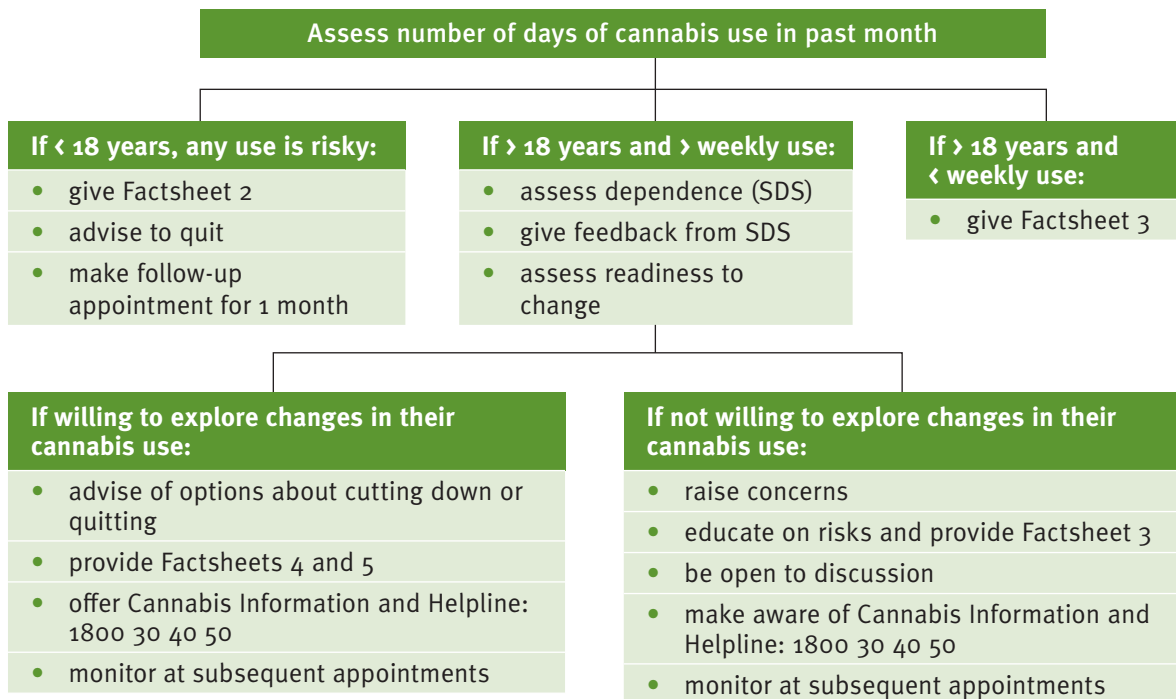 Assess number of days of cannabis use in past month
If < 18 years, any use is risky:
• give Factsheet 2
• advise to quit
• make follow-up
appointment for 1 month
If > 18 years and > weekly use:
• assess dependence (SDS)
• give feedback from SDS
• assess readiness to
change
If > 18 years and
< weekly use:
• give Factsheet 3
If willing to explore changes in their
cannabis use:
• advise of options about cutting down or
quitting
• provide Factsheets 4 and 5
• offer Cannabis Information and Helpline:
1800 30 40 50
• monitor at subsequent appointments
If not willing to explore changes in their
cannabis use:
• raise concerns
• educate on risks and provide Factsheet 3
• be open to discussion
• make aware of Cannabis Information and
Helpline: 1800 30 40 50
• monitor at subsequent appointments